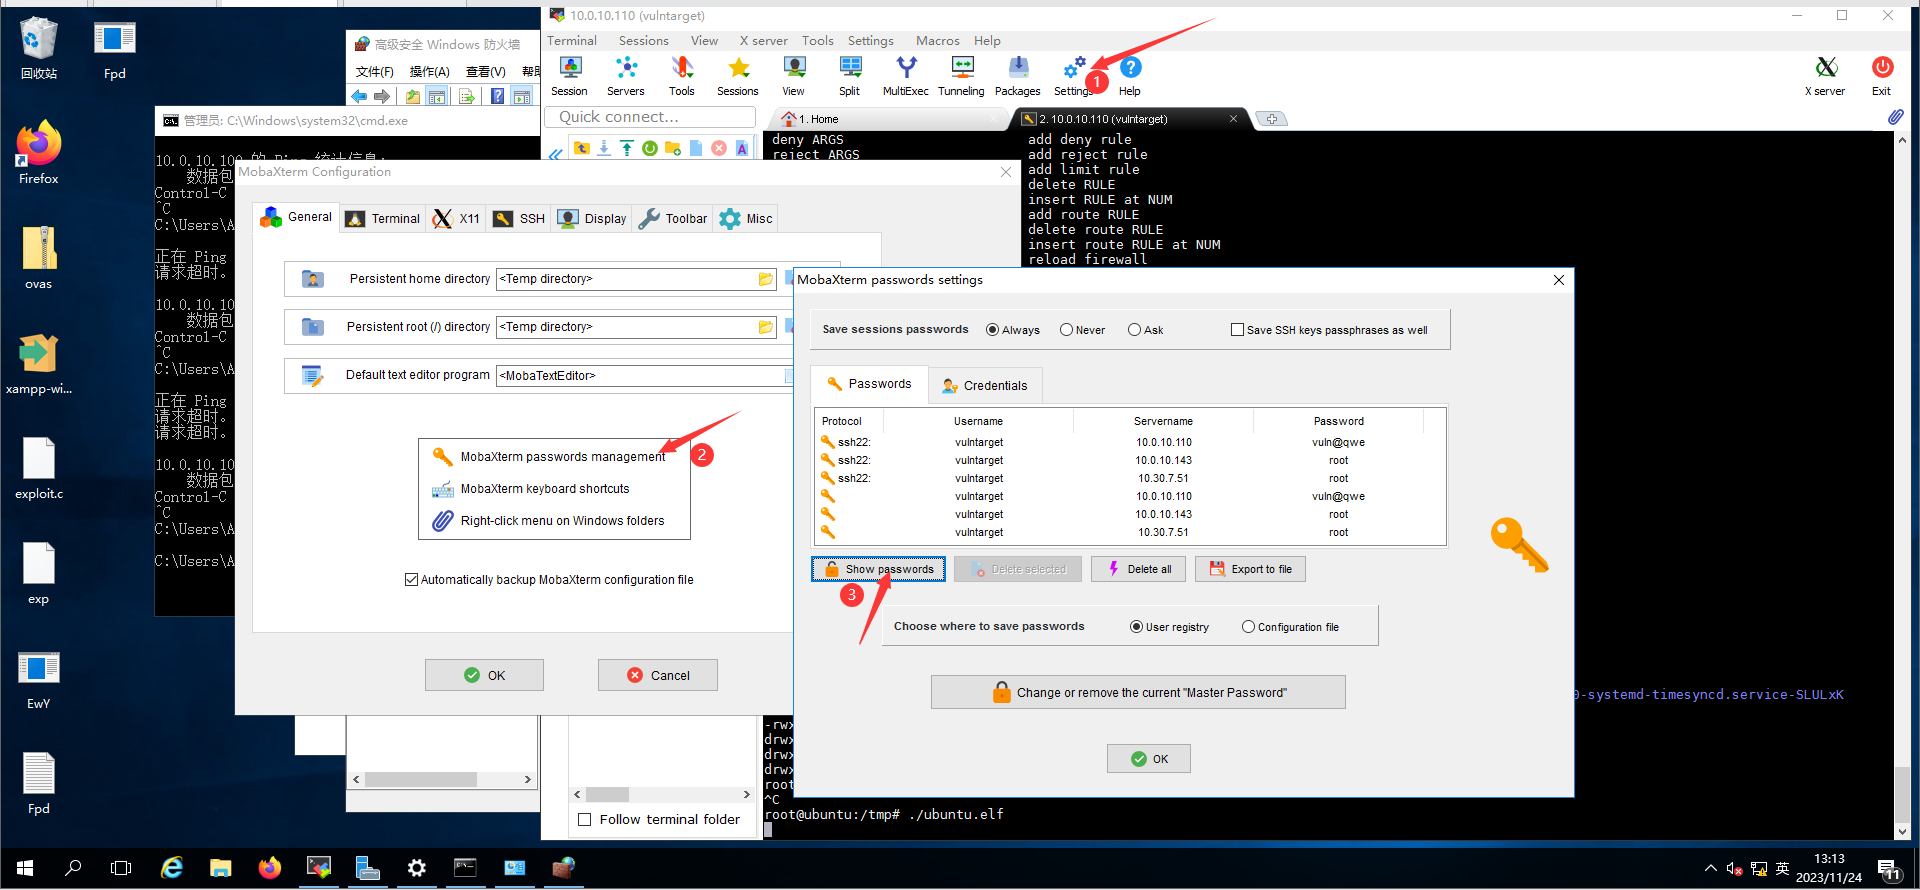 回收站
Fpd
Firefox
ovas
xampp-wi...
exploit.c
exp
EwY
Fpd
高级安全 Windows 防火墙
文件(F) 操作(A) 查看(V) 帮助
管理员: C:\Windows\system32\cmd.exe
数据包
Control-C
^C
C:\Users\A
正在 Ping
请求超时。
10.0.10.10
数据包
Control-C
^C
C:\Users\A
正在 Ping
请求超时。
请求超时。
10.0.10.10
数据包
Control-C
^C
C:\Users\A
C:\Users\A
10.0.10.110 (vulntarget)
Terminal Sessions View X server Tools Settings Macros Help
Session Servers Tools Sessions View Split MultiExec Tunneling Packages Settings Help X server Exit
1
Quick connect...
1. Home
2. 10.0.10.110 (vulntarget)
deny ARGS add deny rule
reject ARGS add reject rule
add limit rule
delete RULE
insert RULE at NUM
add route RULE
delete route RULE
insert route RULE at NUM
reload firewall
MobaXterm Configuration
General Terminal X11 SSH Display Toolbar Misc
Persistent home directory <Temp directory>
Persistent root (/) directory <Temp directory>
Default text editor program <MobaTextEditor>
MobaXterm passwords management
2
MobaXterm keyboard shortcuts
Right-click menu on Windows folders
Automatically backup MobaXterm configuration file
OK Cancel
MobaXterm passwords settings
Save sessions passwords Always Never Ask Save SSH keys passphrases as well
Passwords Credentials
Protocol Username Servername Password
ssh22: vulntarget 10.0.10.110 vuln@qwe
ssh22: vulntarget 10.0.10.143 root
ssh22: vulntarget 10.30.7.51 root
vulntarget 10.0.10.110 vuln@qwe
vulntarget 10.0.10.143 root
vulntarget 10.30.7.51 root
Show passwords Delete selected Delete all Export to file
3
Choose where to save passwords User registry Configuration file
Change or remove the current "Master Password"
OK
0-systemd-timesyncd.service-SLULxK
-rwx
drwx
drwx
drwx
root
^C
root@ubuntu:/tmp# ./ubuntu.elf
Follow terminal folder
英
13:13
2023/11/24
11